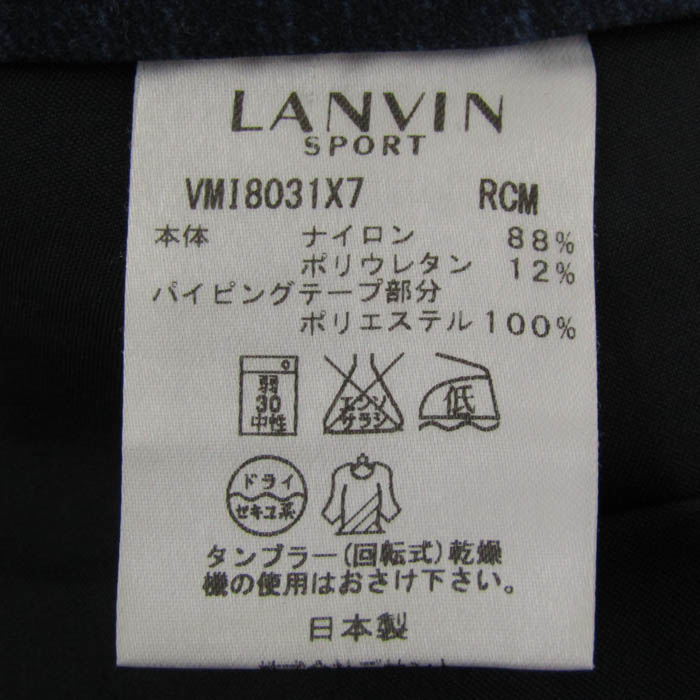 LANVIN
SPORT
VMI8031X7 RCM
本体 ナイロン 88%
ポリウレタン 12%
パイピングテープ部分
ポリエステル 100%
弱
30
中性
エンソ
サラシ
低
ドライ
セキユ系
タンブラー(回転式)乾燥
機の使用はおさけ下さい。
日本製